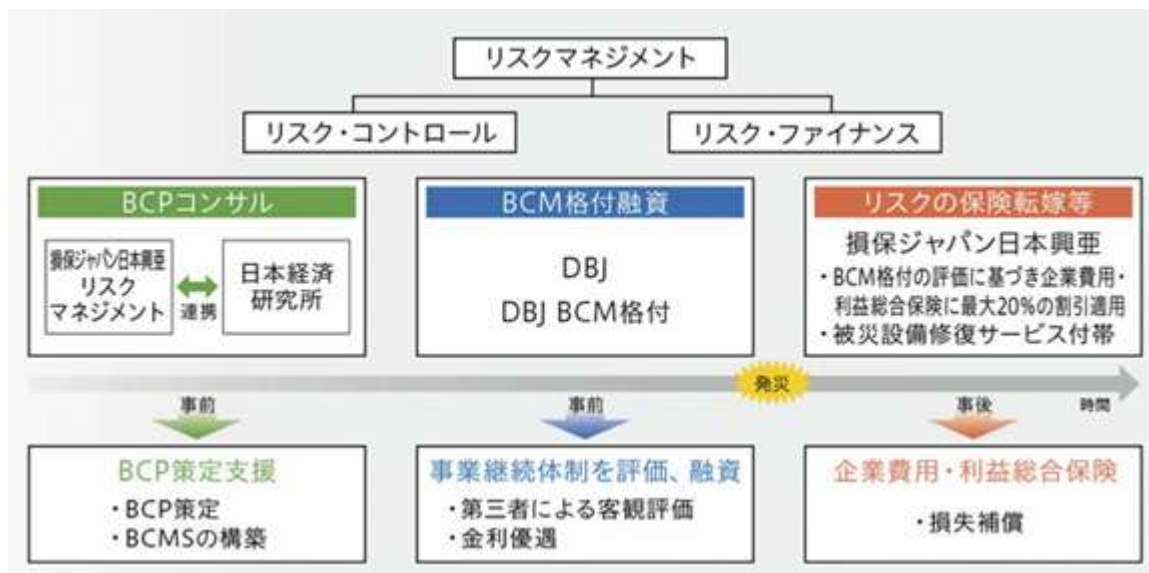 リスクマネジメント
リスク・コントロール
リスク・ファイナンス
BCPコンサル
損保ジャパン日本興亜
リスク
マネジメント
連携
日本経済
研究所
BCM格付融資
DBJ
DBJ BCM格付
リスクの保険転嫁等
損保ジャパン日本興亜
・BCM格付の評価に基づき企業費用・
利益総合保険に最大20%の割引適用
・被災設備修復サービス付帯
発災
事前
事前
事後
時間
BCP策定支援
・BCP策定
・BCMSの構築
事業継続体制を評価、融資
・第三者による客観評価
・金利優遇
企業費用・利益総合保険
・損失補償